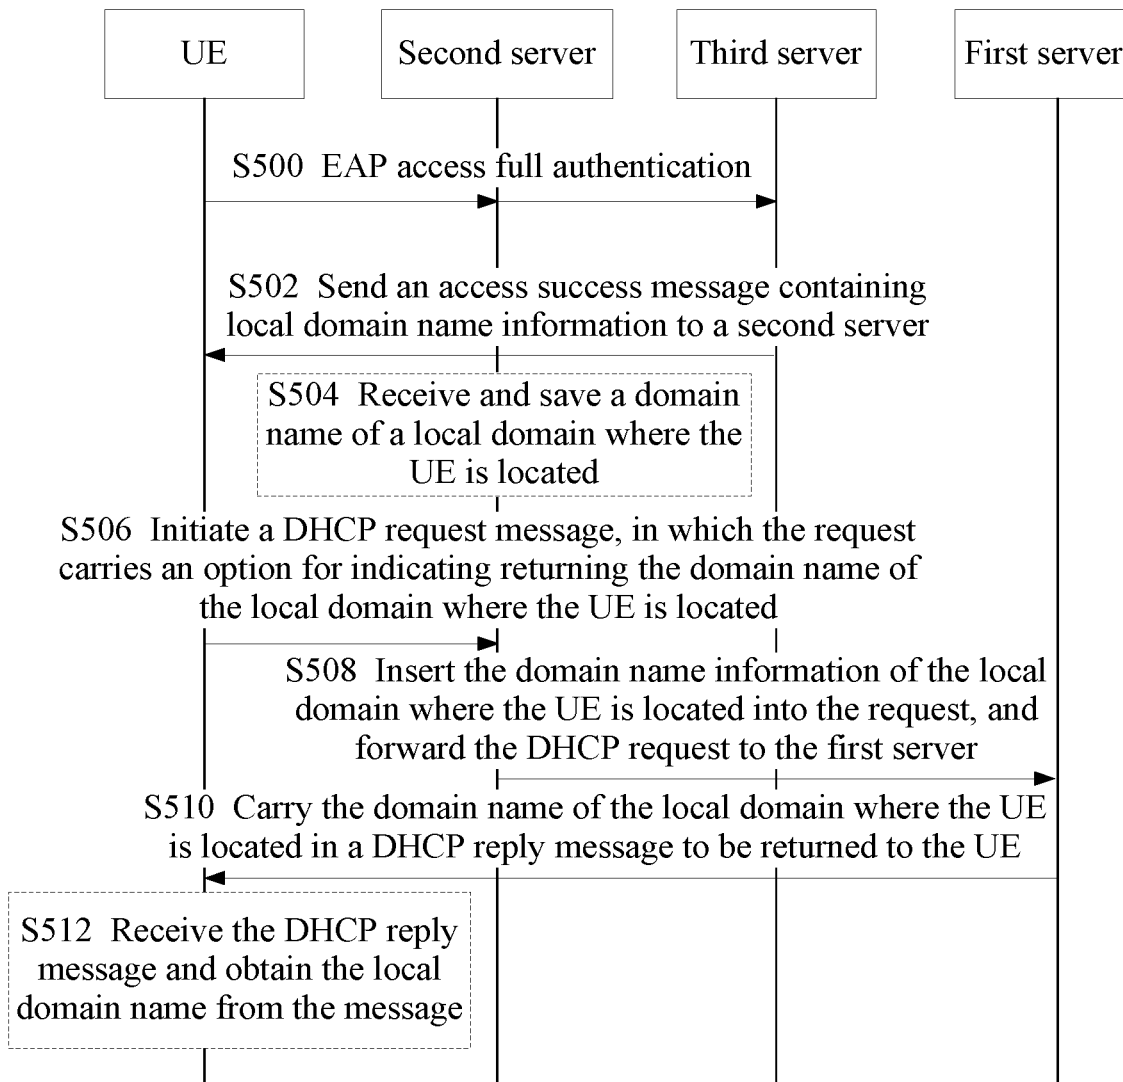 UE
Second server
Third server
First server
S500 EAP access full authentication
S502 Send an access success message containing
local domain name information to a second server
S504 Receive and save a domain
name of a local domain where the
UE is located
S506 Initiate a DHCP request message, in which the request
carries an option for indicating returning the domain name of
the local domain where the UE is located
S508 Insert the domain name information of the local
domain where the UE is located into the request, and
forward the DHCP request to the first server
S510 Carry the domain name of the local domain where the UE
is located in a DHCP reply message to be returned to the UE
S512 Receive the DHCP reply
message and obtain the local
domain name from the message